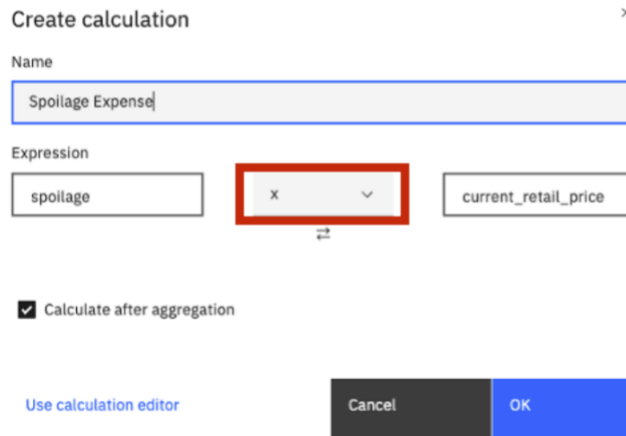 Create calculation
Name
Spoilage Expense
Expression
spoilage
x
current_retail_price
Calculate after aggregation
Use calculation editor
Cancel
OK